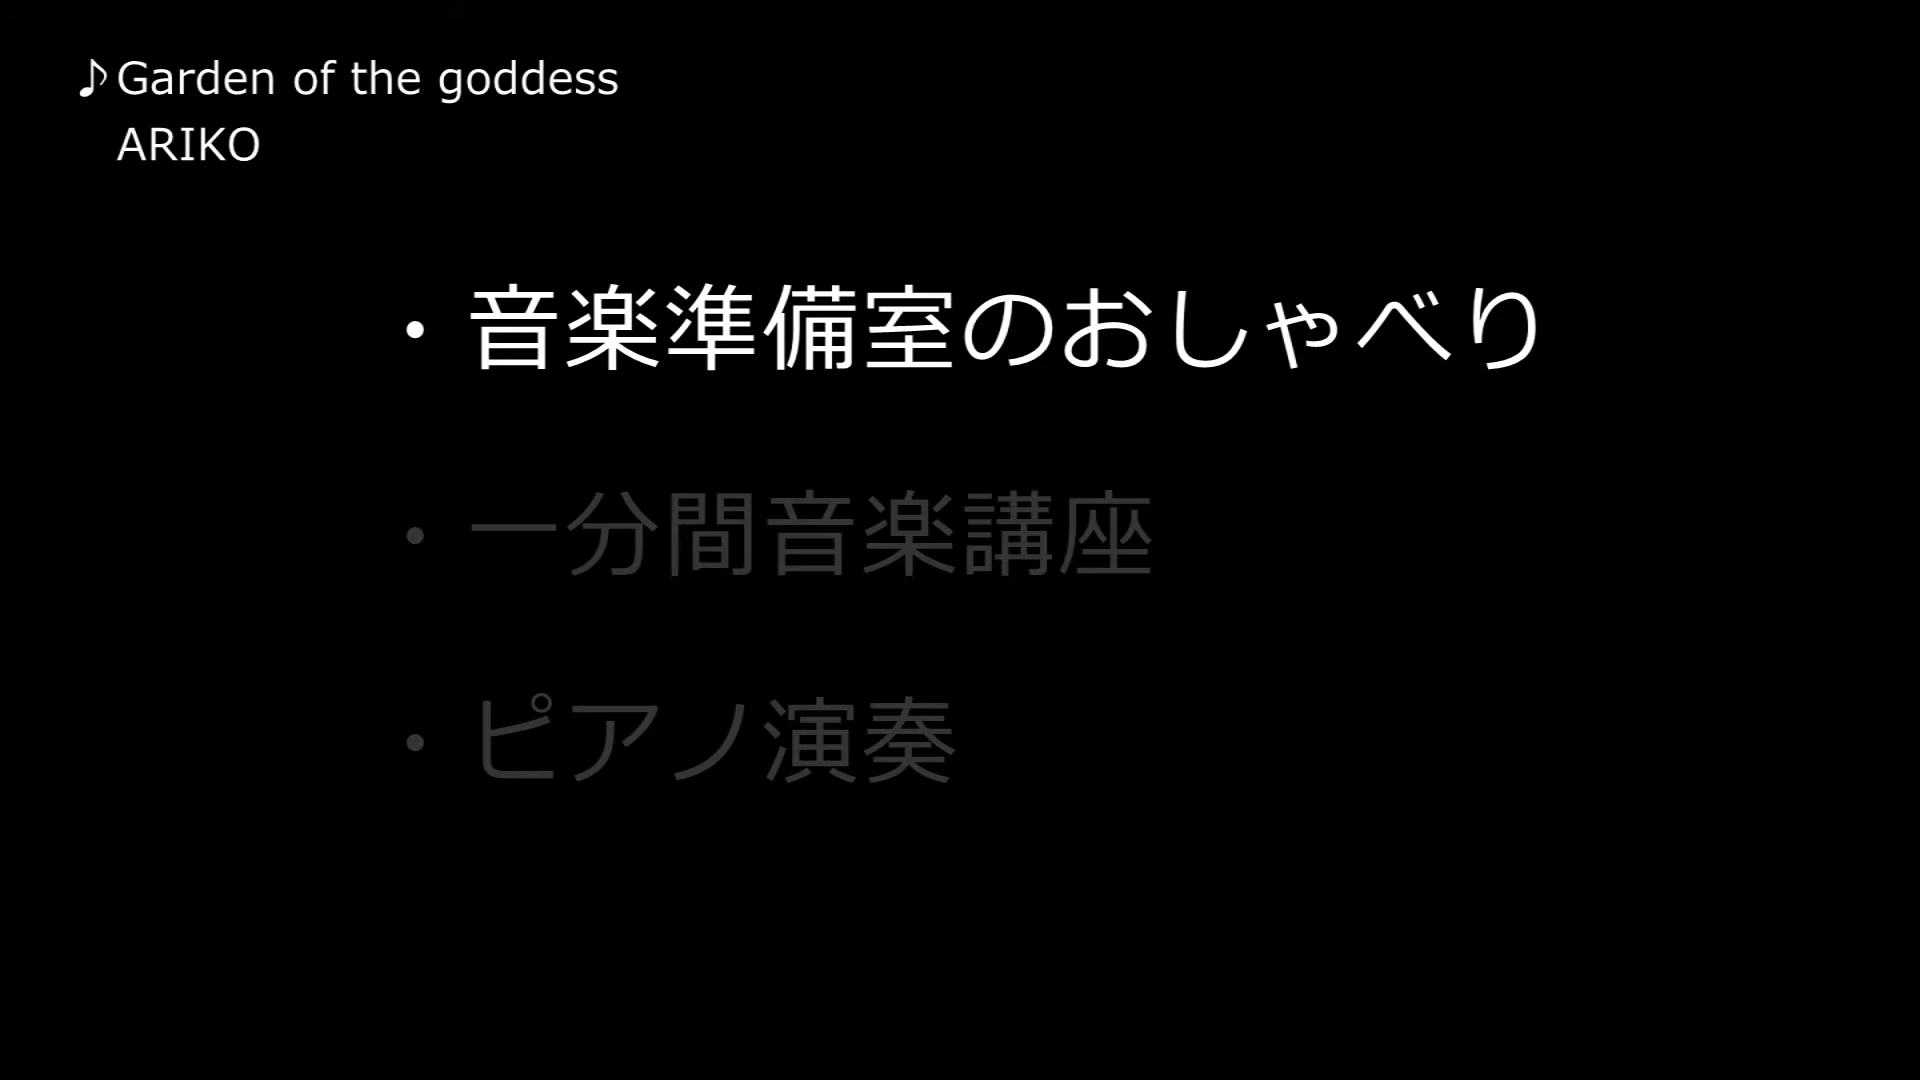 ♪Garden of the goddess
ARIKO
・音楽準備室のおしゃべり
・一分間音楽講座
・ピアノ演奏